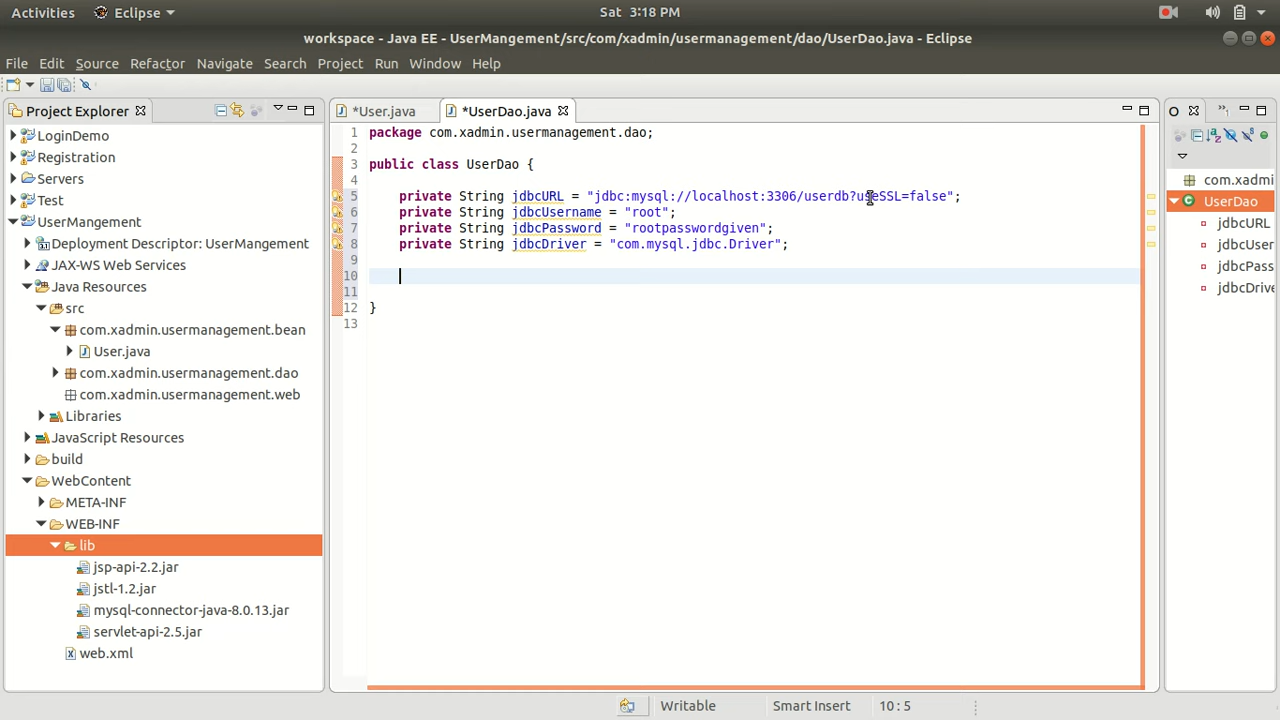 Activities Eclipse Sat 3:18 PM
workspace - Java EE - UserMangement/src/com/xadmin/usermanagement/dao/UserDao.java - Eclipse
File Edit Source Refactor Navigate Search Project Run Window Help
Project Explorer
LoginDemo
Registration
Servers
Test
UserMangement
Deployment Descriptor: UserMangement
JAX-WS Web Services
Java Resources
src
com.xadmin.usermanagement.bean
User.java
com.xadmin.usermanagement.dao
com.xadmin.usermanagement.web
Libraries
JavaScript Resources
build
WebContent
META-INF
WEB-INF
lib
jsp-api-2.2.jar
jstl-1.2.jar
mysql-connector-java-8.0.13.jar
servlet-api-2.5.jar
web.xml
*User.java *UserDao.java
1 package com.xadmin.usermanagement.dao;
2
3 public class UserDao {
4
5 private String jdbcURL = "jdbc:mysql://localhost:3306/userdb?useSSL=false";
6 private String jdbcUsername = "root";
7 private String jdbcPassword = "rootpasswordgiven";
8 private String jdbcDriver = "com.mysql.jdbc.Driver";
9
10
11
12 }
13
O
com.xadmi
UserDao
jdbcURL
jdbcUser
jdbcPass
jdbcDrive
Writable Smart Insert 10 : 5